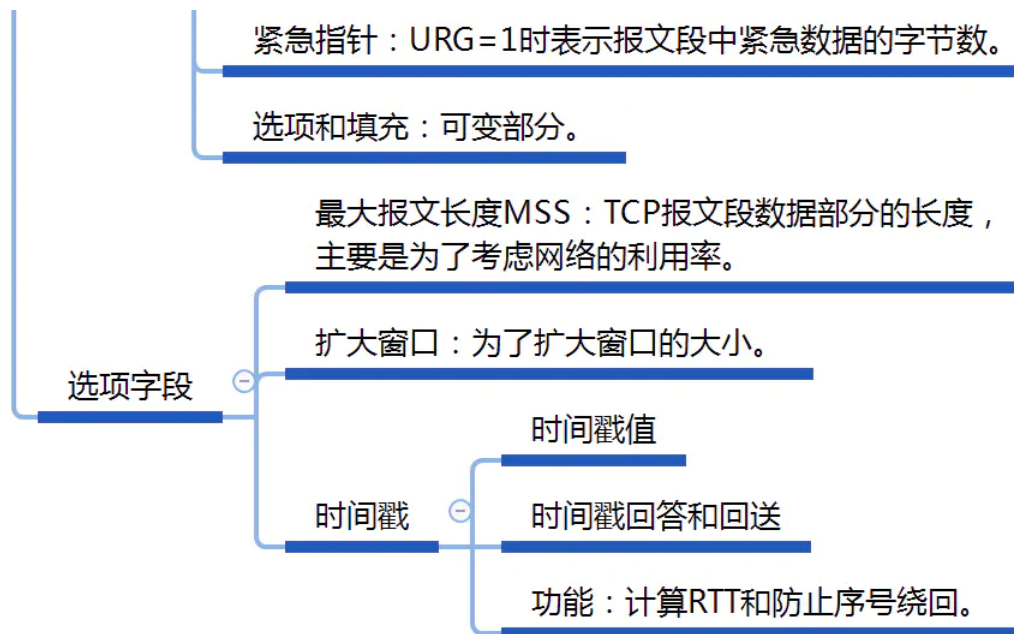 紧急指针：URG=1时表示报文段中紧急数据的字节数。
选项和填充：可变部分。
最大报文长度MSS：TCP报文段数据部分的长度，
主要是为了考虑网络的利用率。
扩大窗口：为了扩大窗口的大小。
选项字段
时间戳值
时间戳
时间戳回答和回送
功能：计算RTT和防止序号绕回。